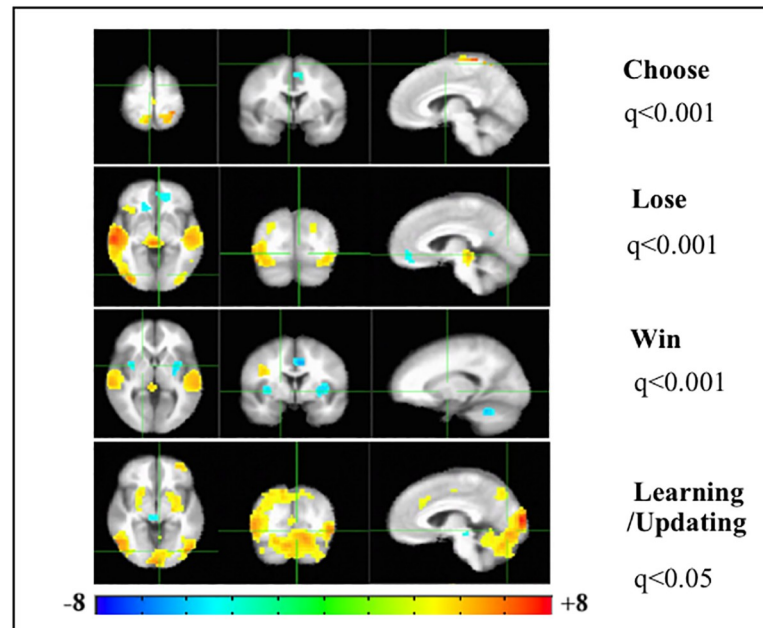 Choose
q<0.001
Lose
q<0.001
Win
q<0.001
Learning
/Updating
q<0.05
-8
+8